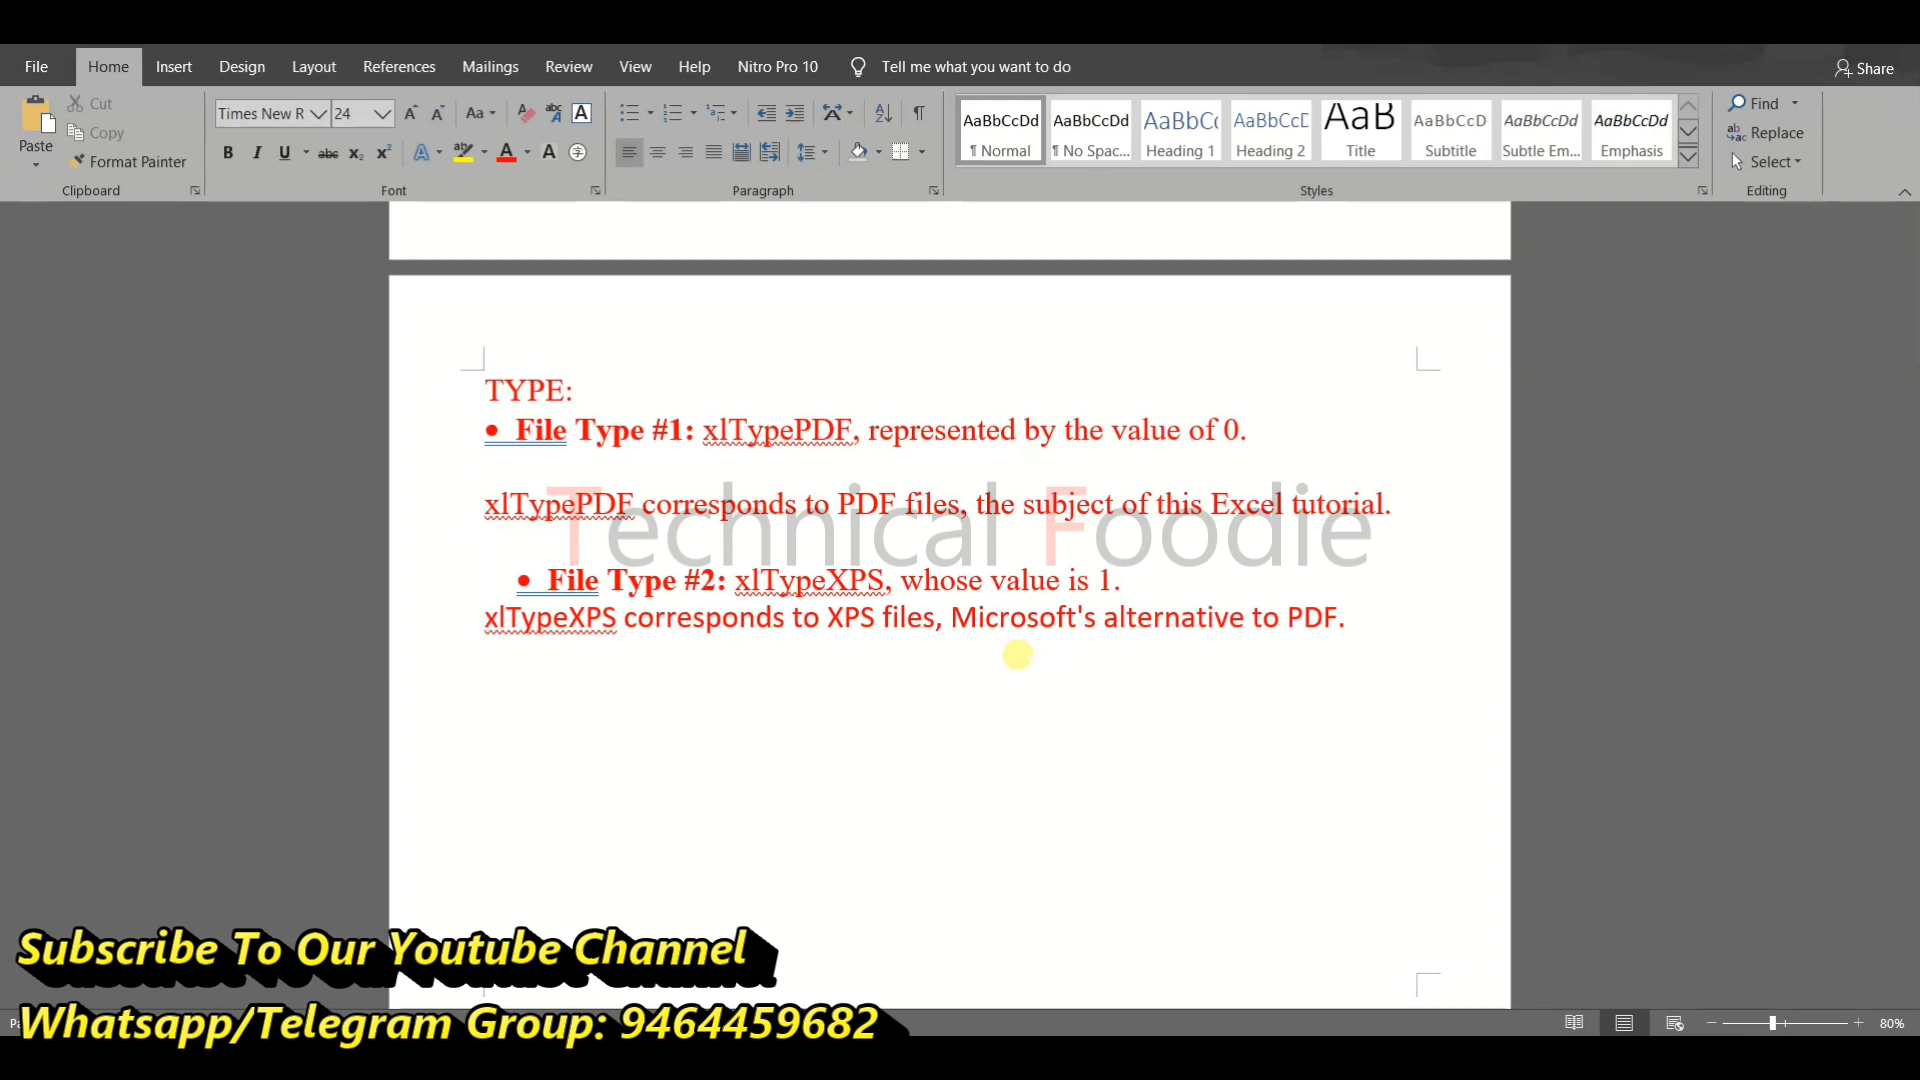 File Home Insert Design Layout References Mailings Review View Help Nitro Pro 10 Tell me what you want to do Share
Cut
Copy
Format Painter
Paste
Clipboard
Times New R 24
Font
Paragraph
AaBbCcDd AaBbCcDd AaBbCc AaBbCcD AaB AaBbCcD AaBbCcDd AaBbCcDd
¶ Normal ¶ No Spac... Heading 1 Heading 2 Title Subtitle Subtle Em... Emphasis
Styles
Find
Replace
Select
Editing
TYPE:
• File Type #1: xlTypePDF, represented by the value of 0.
xlTypePDF corresponds to PDF files, the subject of this Excel tutorial.
Technical Foodie
• File Type #2: xlTypeXPS, whose value is 1.
xlTypeXPS corresponds to XPS files, Microsoft's alternative to PDF.
Subscribe To Our Youtube Channel
Whatsapp/Telegram Group: 9464459682
80%